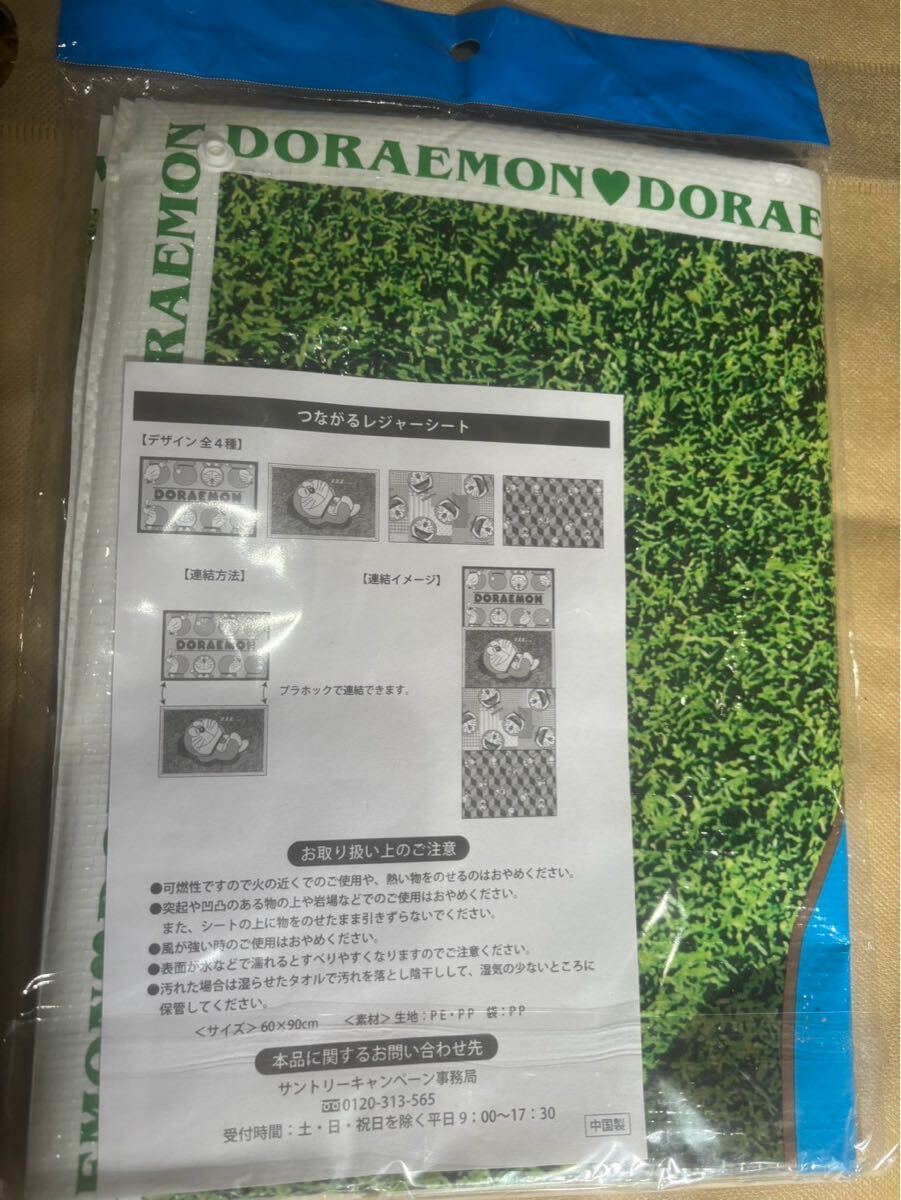 DORAEMON♥DORAE
RAEMON
EMON
つながるレジャーシート
【デザイン 全4種】
DORAEMON
zzz...
【連結方法】
【連結イメージ】
DORAEMON
DORAEMON
zzz...
プラホックで連結できます。
zzz...
お取り扱い上のご注意
●可燃性ですので火の近くでのご使用や、熱い物をのせるのはおやめください。
●突起や凹凸のある物の上や岩場などでのご使用はおやめください。
また、シートの上に物をのせたまま引きずらないでください。
●風が強い時のご使用はおやめください。
●表面が水などで濡れるとすべりやすくなりますのでご注意ください。
●汚れた場合は湿らせたタオルで汚れを落とし陰干しして、湿気の少ないところに
保管してください。
＜サイズ＞60×90cm ＜素材＞生地：PE・PP 袋：PP
本品に関するお問い合わせ先
サントリーキャンペーン事務局
0120-313-565
受付時間：土・日・祝日を除く平日 9：00〜17：30
中国製